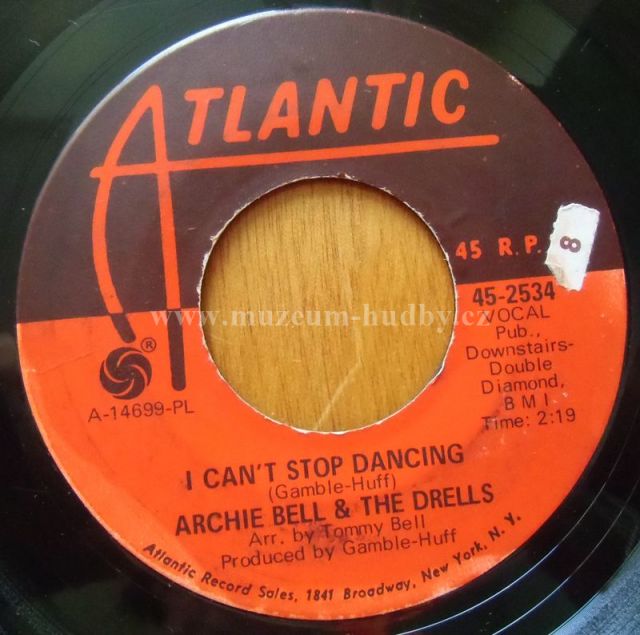 ATLANTIC
45 R.P.
8
45-2534
VOCAL
Pub.,
Downstairs-
Double
Diamond,
BMI
Time: 2:19
®
A-14699-PL
www.muzeum-hudby.cz
I CAN'T STOP DANCING
(Gamble-Huff)
ARCHIE BELL & THE DRELLS
Arr. by Tommy Bell
Produced by Gamble-Huff
Atlantic Record Sales, 1841 Broadway, New York, N. Y.